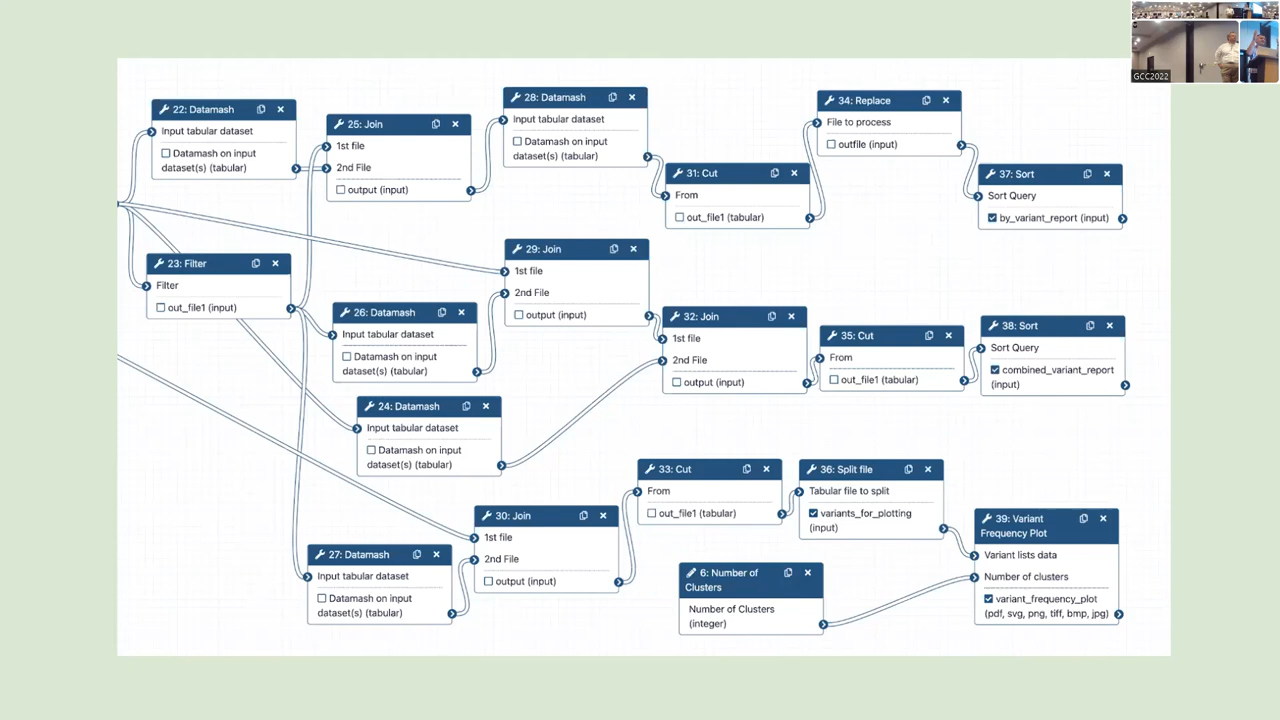 22: Datamash
Input tabular dataset
Datamash on input
dataset(s) (tabular)
25: Join
1st file
2nd File
output (input)
28: Datamash
Input tabular dataset
Datamash on input
dataset(s) (tabular)
31: Cut
From
out_file1 (tabular)
34: Replace
File to process
outfile (input)
37: Sort
Sort Query
by_variant_report (input)
23: Filter
Filter
out_file1 (input)
26: Datamash
Input tabular dataset
Datamash on input
dataset(s) (tabular)
29: Join
1st file
2nd File
output (input)
32: Join
1st file
2nd File
output (input)
35: Cut
From
out_file1 (tabular)
38: Sort
Sort Query
combined_variant_report
(input)
24: Datamash
Input tabular dataset
Datamash on input
dataset(s) (tabular)
27: Datamash
Input tabular dataset
Datamash on input
dataset(s) (tabular)
30: Join
1st file
2nd File
output (input)
33: Cut
From
out_file1 (tabular)
36: Split file
Tabular file to split
variants_for_plotting
(input)
6: Number of
Clusters
Number of Clusters
(integer)
39: Variant
Frequency Plot
Variant lists data
Number of clusters
variant_frequency_plot
(pdf, svg, png, tiff, bmp, jpg)
GCC2022